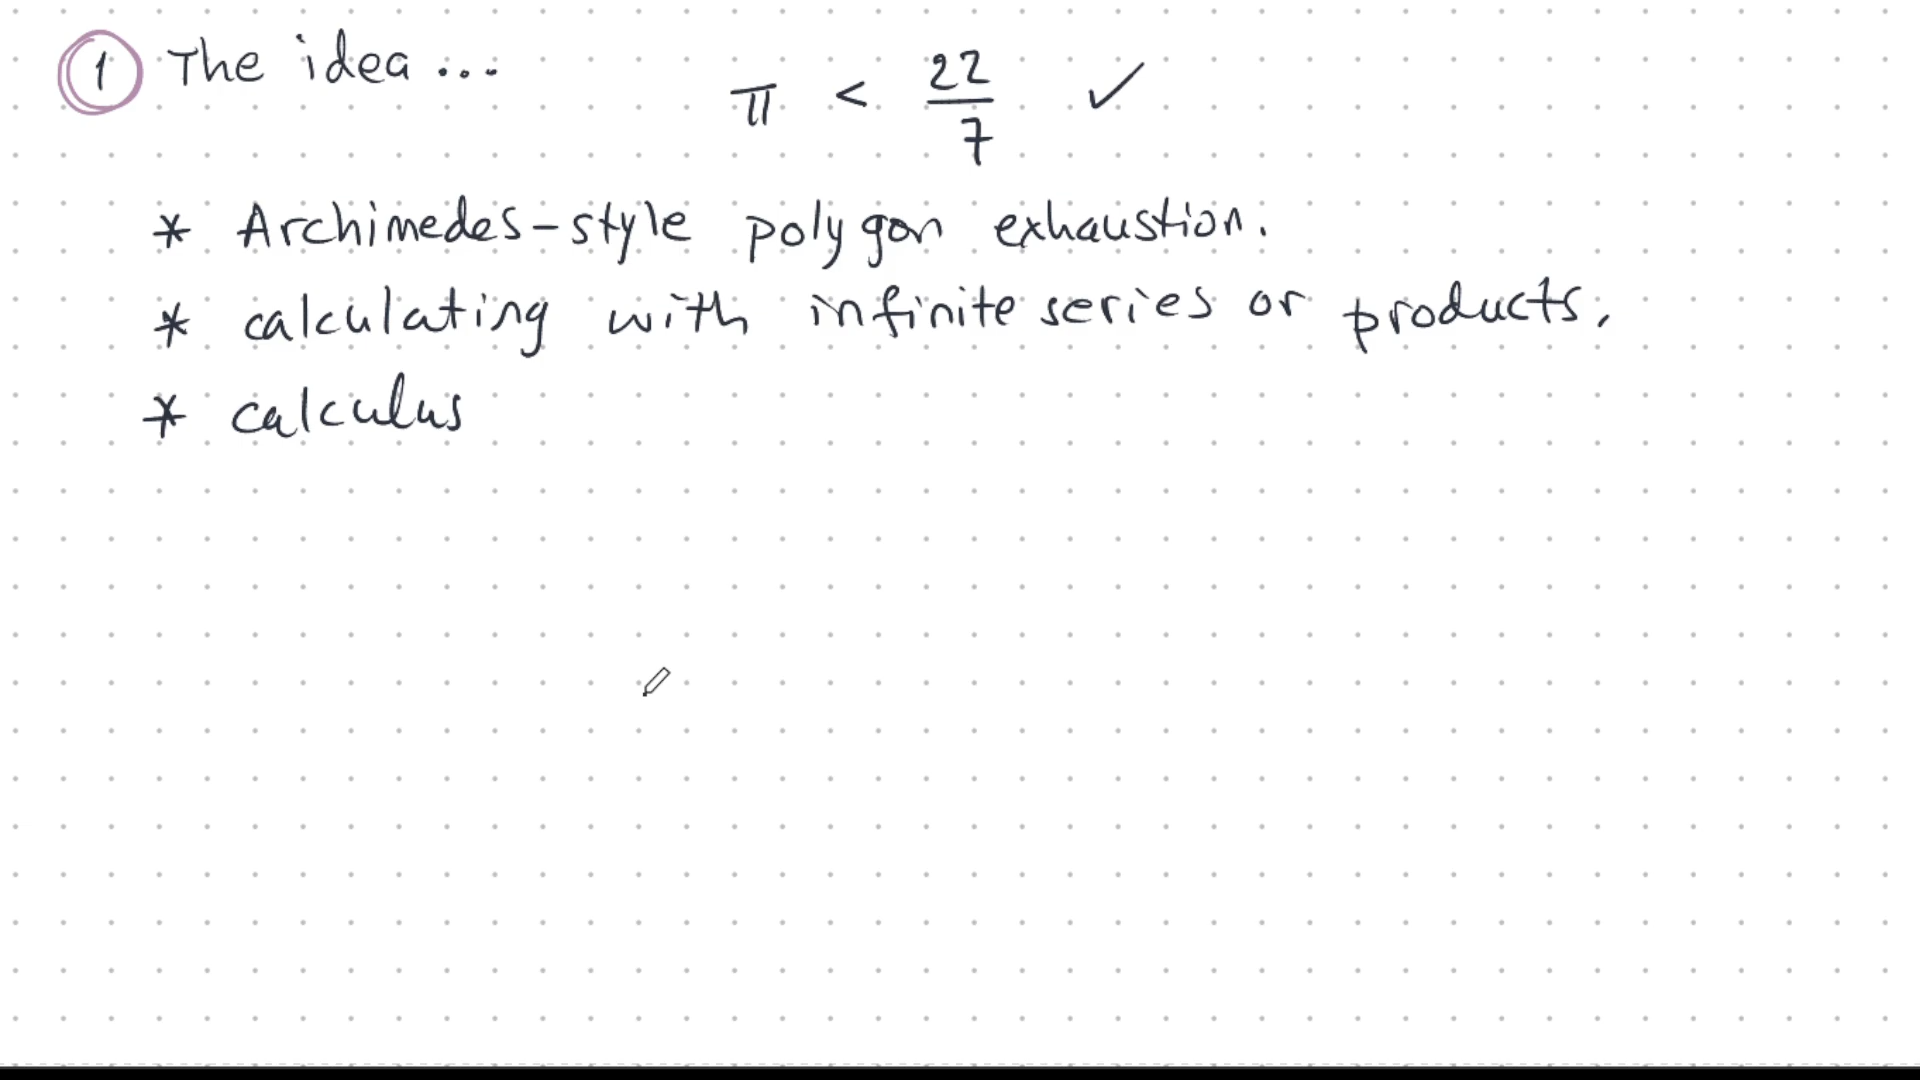 ① The idea ...
π < 22/7 ✓
* Archimedes-style polygon exhaustion.
* calculating with infinite series or products.
* calculus